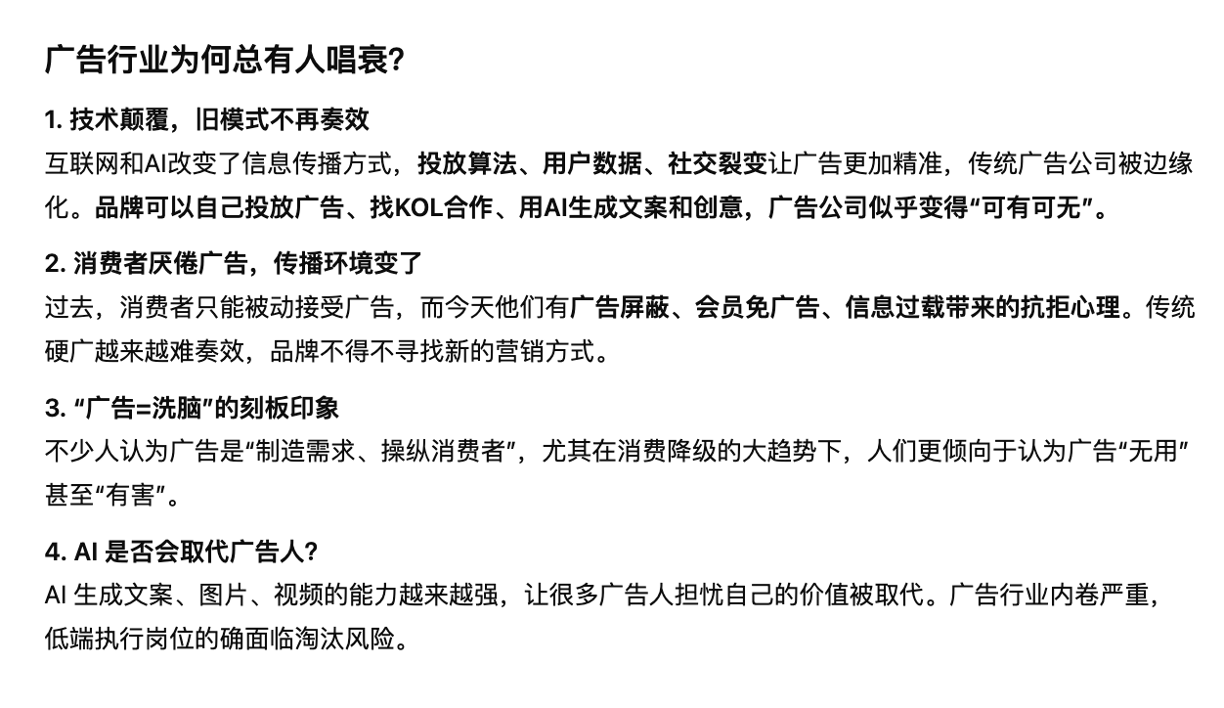 广告行业为何总有人唱衰?
1. 技术颠覆，旧模式不再奏效
互联网和AI改变了信息传播方式，投放算法、用户数据、社交裂变让广告更加精准，传统广告公司被边缘
化。品牌可以自己投放广告、找KOL合作、用AI生成文案和创意，广告公司似乎变得“可有可无”。
2. 消费者厌倦广告，传播环境变了
过去，消费者只能被动接受广告，而今天他们有广告屏蔽、会员免广告、信息过载带来的抗拒心理。传统
硬广越来越难奏效，品牌不得不寻找新的营销方式。
3. “广告=洗脑”的刻板印象
不少人认为广告是“制造需求、操纵消费者”，尤其在消费降级的大趋势下，人们更倾向于认为广告“无用”
甚至“有害”。
4. AI 是否会取代广告人?
AI 生成文案、图片、视频的能力越来越强，让很多广告人担忧自己的价值被取代。广告行业内卷严重，
低端执行岗位的确面临淘汰风险。